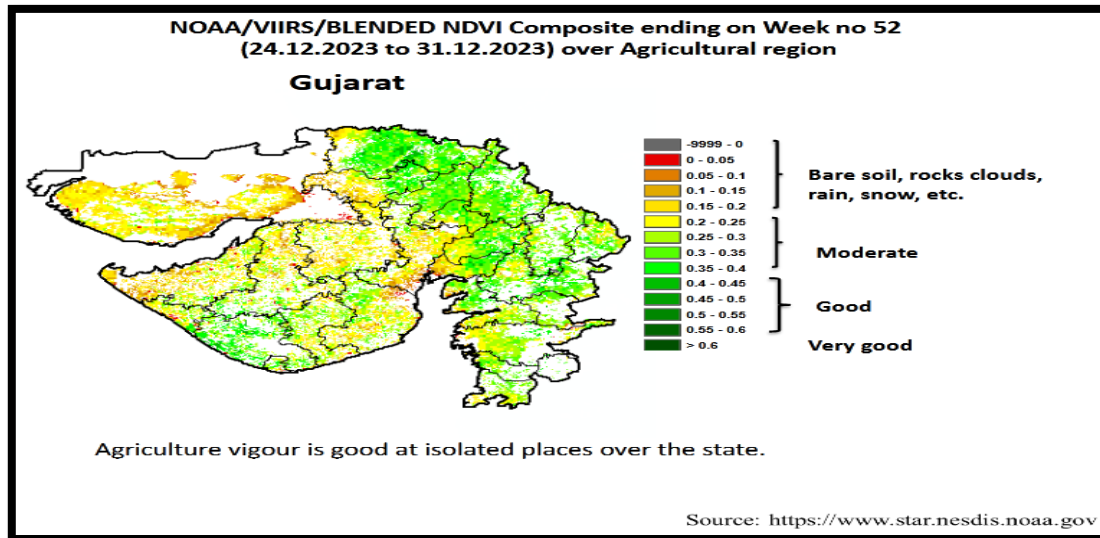 NOAA/VIIRS/BLENDED NDVI Composite ending on Week no 52
(24.12.2023 to 31.12.2023) over Agricultural region
Gujarat
-9999 - 0
0 - 0.05
0.05 - 0.1
0.1 - 0.15
0.15 - 0.2
0.2 - 0.25
0.25 - 0.3
0.3 - 0.35
0.35 - 0.4
0.4 - 0.45
0.45 - 0.5
0.5 - 0.55
0.55 - 0.6
> 0.6
Bare soil, rocks clouds,
rain, snow, etc.
Moderate
Good
Very good
Agriculture vigour is good at isolated places over the state.
Source: https://www.star.nesdis.noaa.gov